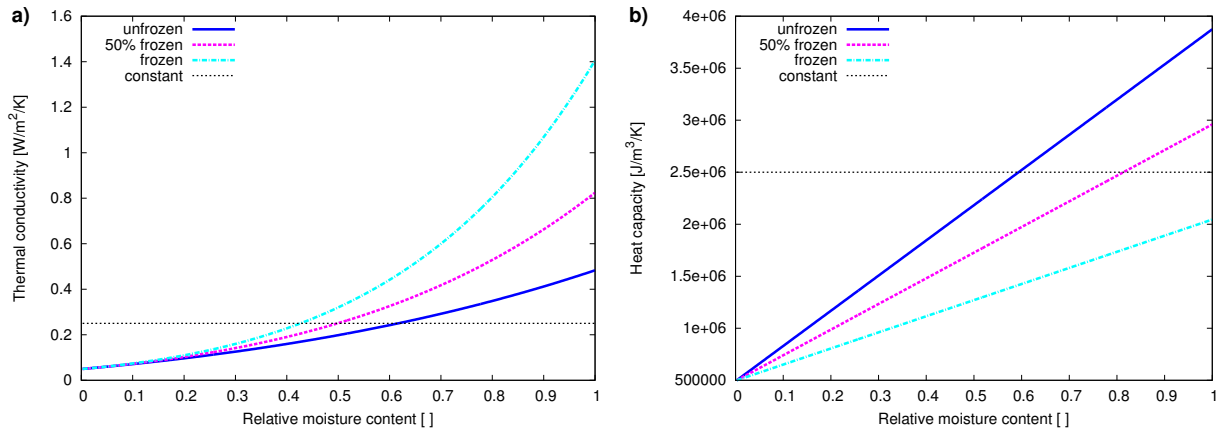 a)
Thermal conductivity [W/m²/K]
1.6
1.4
1.2
1
0.8
0.6
0.4
0.2
0
unfrozen
50% frozen
frozen
constant
0 0.1 0.2 0.3 0.4 0.5 0.6 0.7 0.8 0.9 1
Relative moisture content [ ]
b)
Heat capacity [J/m³/K]
4e+06
3.5e+06
3e+06
2.5e+06
2e+06
1.5e+06
1e+06
500000
unfrozen
50% frozen
frozen
constant
0 0.1 0.2 0.3 0.4 0.5 0.6 0.7 0.8 0.9 1
Relative moisture content [ ]